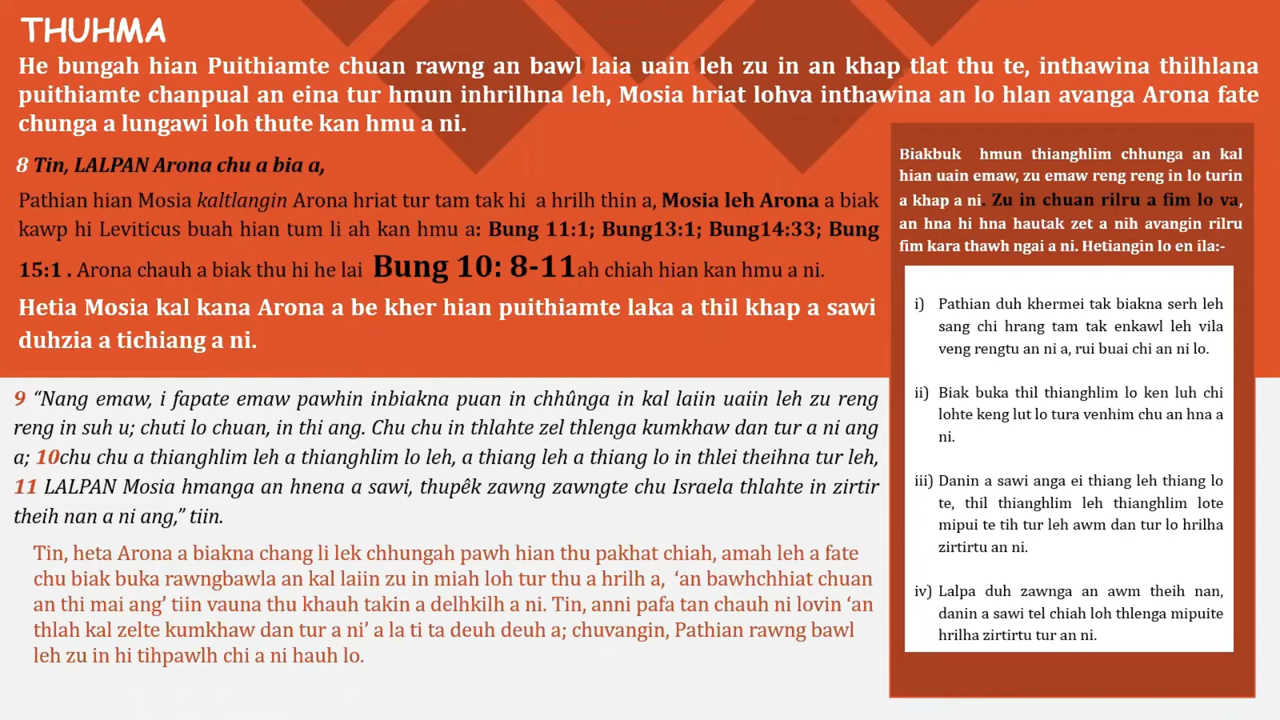 THUHMA
He bungah hian Puithiamte chuan rawng an bawl laia uain leh zu in an khap tlat thu te, inthawina thilhlana
puithiamte chanpual an eina tur hmun inhrilhna leh, Mosia hriat lohva inthawina an lo hlan avanga Arona fate
chunga a lungawi loh thute kan hmu a ni.
8 Tin, LALPAN Arona chu a bia a,
Pathian hian Mosia kaltlangin Arona hriat tur tam tak hi a hrilh thin a, Mosia leh Arona a biak
kawp hi Leviticus buah hian tum li ah kan hmu a: Bung 11:1; Bung13:1; Bung14:33; Bung
15:1 . Arona chauh a biak thu hi he lai Bung 10: 8-11ah chiah hian kan hmu a ni.
Hetia Mosia kal kana Arona a be kher hian puithiamte laka a thil khap a sawi
duhzia a tichiang a ni.
9 “Nang emaw, i fapate emaw pawhin inbiakna puan in chhûnga in kal laiin uaiin leh zu reng
reng in suh u; chuti lo chuan, in thi ang. Chu chu in thlahte zel thlenga kumkhaw dan tur a ni ang
a; 10chu chu a thianghlim leh a thianghlim lo leh, a thiang leh a thiang lo in thlei theihna tur leh,
11 LALPAN Mosia hmanga an hnena a sawi, thupêk zawng zawngte chu Israela thlahte in zirtir
theih nan a ni ang,” tiin.
Tin, heta Arona a biakna chang li lek chhungah pawh hian thu pakhat chiah, amah leh a fate
chu biak buka rawngbawla an kal laiin zu in miah loh tur thu a hrilh a, ‘an bawhchhiat chuan
an thi mai ang’ tiin vauna thu khauh takin a delhkilh a ni. Tin, anni pafa tan chauh ni lovin ‘an
thlah kal zelte kumkhaw dan tur a ni’ a la ti ta deuh deuh a; chuvangin, Pathian rawng bawl
leh zu in hi tihpawlh chi a ni hauh lo.
Biakbuk hmun thianghlim chhunga an kal
hian uain emaw, zu emaw reng reng in lo turin
a khap a ni. Zu in chuan rilru a fim lo va,
an hna hi hna hautak zet a nih avangin rilru
fim kara thawh ngai a ni. Hetiangin lo en ila:-
i) Pathian duh khermei tak biakna serh leh
sang chi hrang tam tak enkawl leh vila
veng rengtu an ni a, rui buai chi an ni lo.
ii) Biak buka thil thianghlim lo ken luh chi
lohte keng lut lo tura venhim chu an hna a
ni.
iii) Danin a sawi anga ei thiang leh thiang lo
te, thil thianghlim leh thianghlim lote
mipui te tih tur leh awm dan tur lo hrilha
zirtirtu an ni.
iv) Lalpa duh zawnga an awm theih nan,
danin a sawi tel chiah loh thlenga mipuite
hrilha zirtirtu tur an ni.